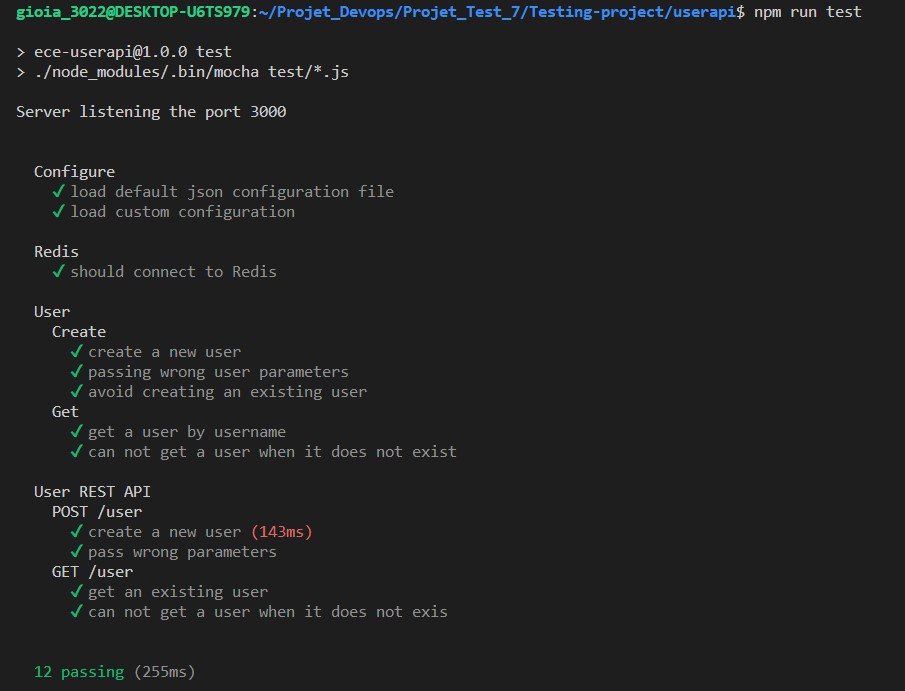 gioia_3022@DESKTOP-U6TS979:~/Projet_Devops/Projet_Test_7/Testing-project/userapi$ npm run test
> ece-userapi@1.0.0 test
> ./node_modules/.bin/mocha test/*.js
Server listening the port 3000
Configure
✓ load default json configuration file
✓ load custom configuration
Redis
✓ should connect to Redis
User
Create
✓ create a new user
✓ passing wrong user parameters
✓ avoid creating an existing user
Get
✓ get a user by username
✓ can not get a user when it does not exist
User REST API
POST /user
✓ create a new user (143ms)
✓ pass wrong parameters
GET /user
✓ get an existing user
✓ can not get a user when it does not exis
12 passing (255ms)